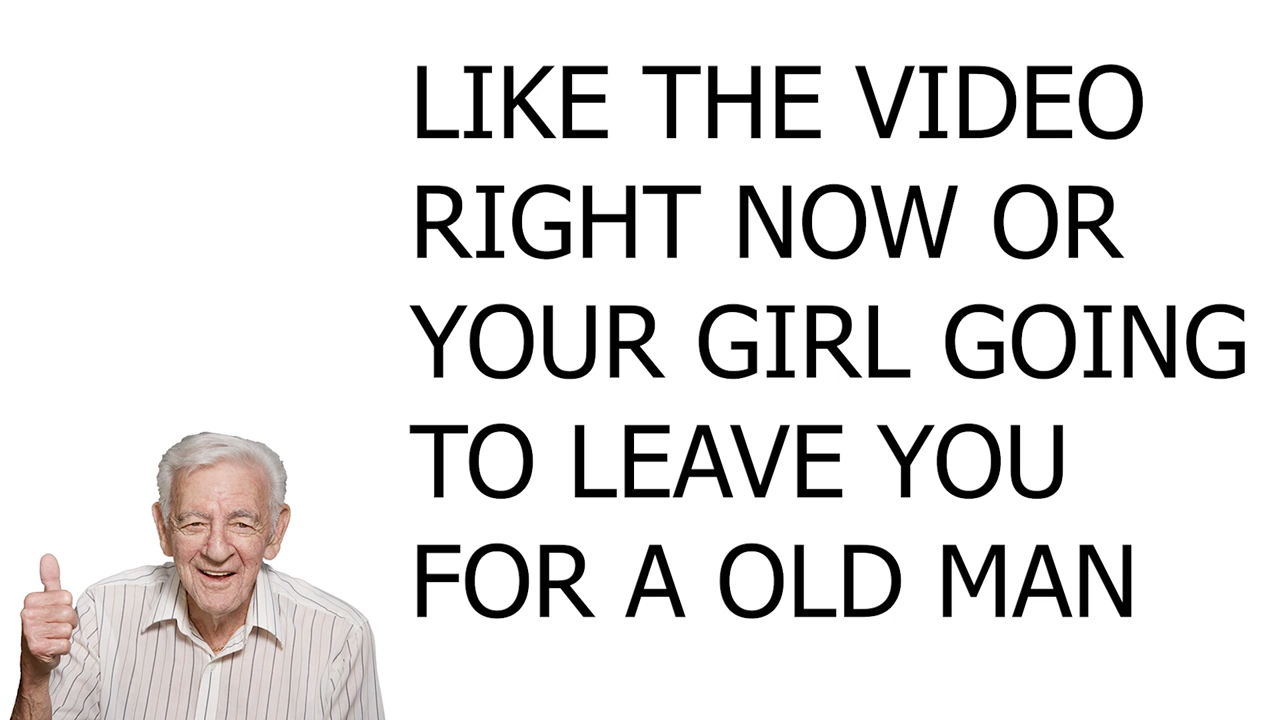 LIKE THE VIDEO
RIGHT NOW OR
YOUR GIRL GOING
TO LEAVE YOU
FOR A OLD MAN